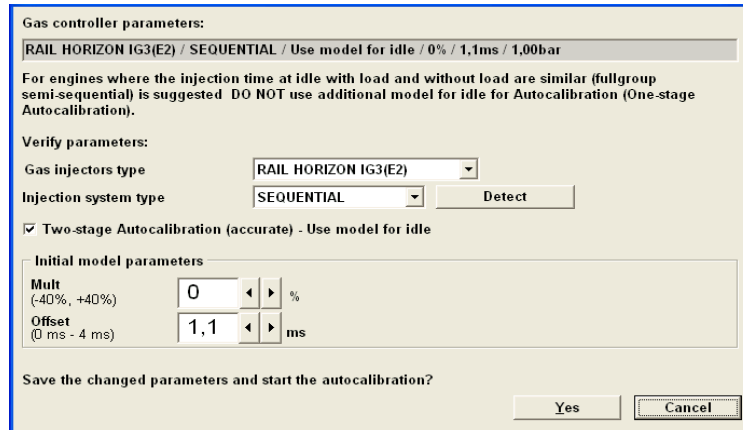 Gas controller parameters:
RAIL HORIZON IG3(E2) / SEQUENTIAL / Use model for idle / 0% / 1,1ms / 1,00bar
For engines where the injection time at idle with load and without load are similar (fullgroup
semi-sequential) is suggested DO NOT use additional model for idle for Autocalibration (One-stage
Autocalibration).
Verify parameters:
Gas injectors type RAIL HORIZON IG3(E2)
Injection system type SEQUENTIAL Detect
Two-stage Autocalibration (accurate) - Use model for idle
Initial model parameters
Mult
(-40%, +40%) 0 %
Offset
(0 ms - 4 ms) 1,1 ms
Save the changed parameters and start the autocalibration?
Yes Cancel